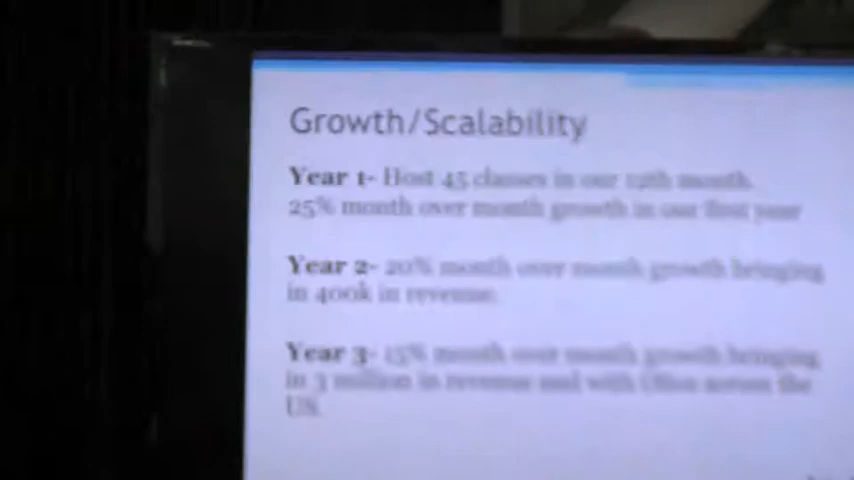 Growth/Scalability
Year 1- Host 45 classes in our 12th month.
25% month over month growth in our first year
Year 2- 20% month over month growth bringing
in 400k in revenue.
Year 3- 15% month over month growth bringing
in 3 million in revenue and with across the
US